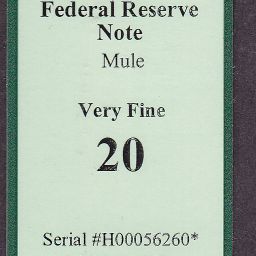 Federal Reserve
Note
Mule
Very Fine
20
Serial #H00056260*